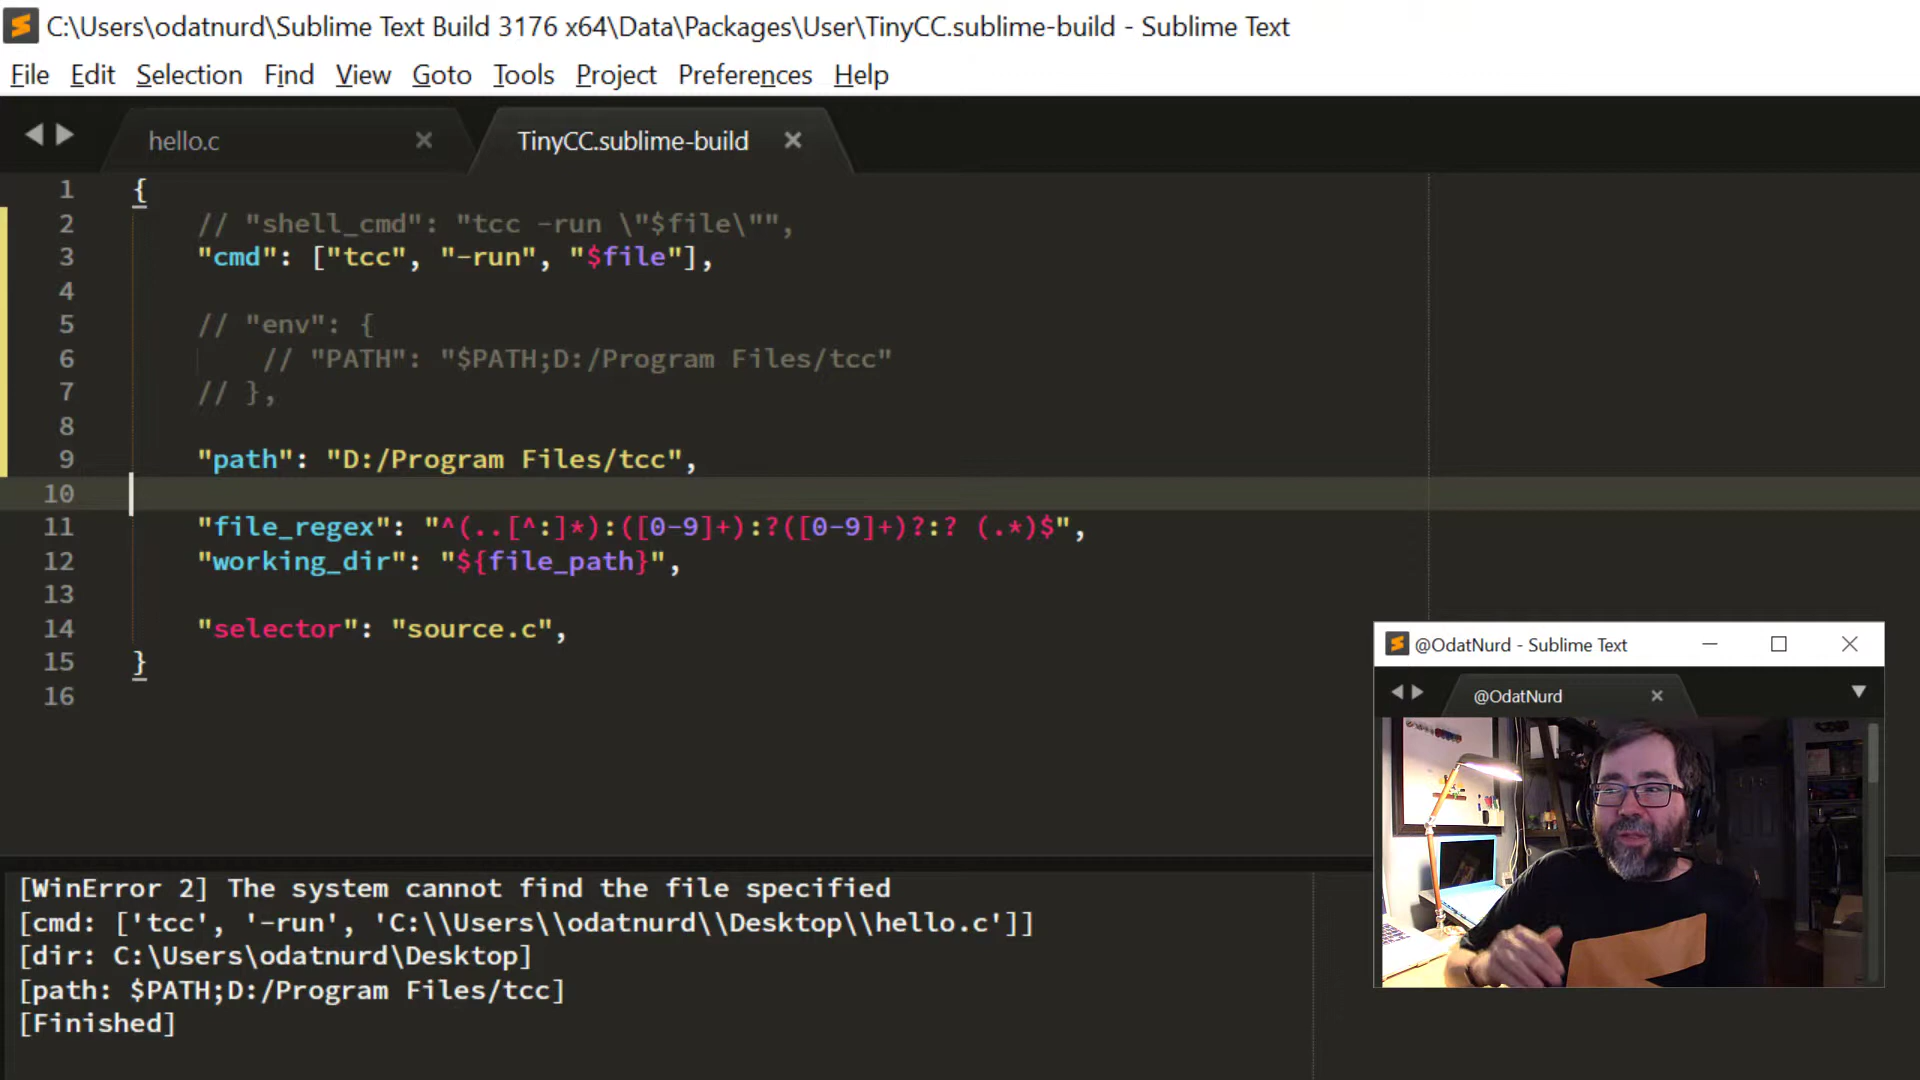 C:\Users\odatnurd\Sublime Text Build 3176 x64\Data\Packages\User\TinyCC.sublime-build - Sublime Text
File Edit Selection Find View Goto Tools Project Preferences Help
hello.c
TinyCC.sublime-build
1 {
2 // "shell_cmd": "tcc -run \"$file\"",
3 "cmd": ["tcc", "-run", "$file"],
4
5 // "env": {
6 // "PATH": "$PATH;D:/Program Files/tcc"
7 // },
8
9 "path": "D:/Program Files/tcc",
10
11 "file_regex": "^(..[^:]*):([0-9]+):?([0-9]+)?:? (.*)$",
12 "working_dir": "${file_path}",
13
14 "selector": "source.c",
15 }
16
@OdatNurd - Sublime Text
@OdatNurd
[WinError 2] The system cannot find the file specified
[cmd: ['tcc', '-run', 'C:\\Users\\odatnurd\\Desktop\\hello.c']]
[dir: C:\Users\odatnurd\Desktop]
[path: $PATH;D:/Program Files/tcc]
[Finished]